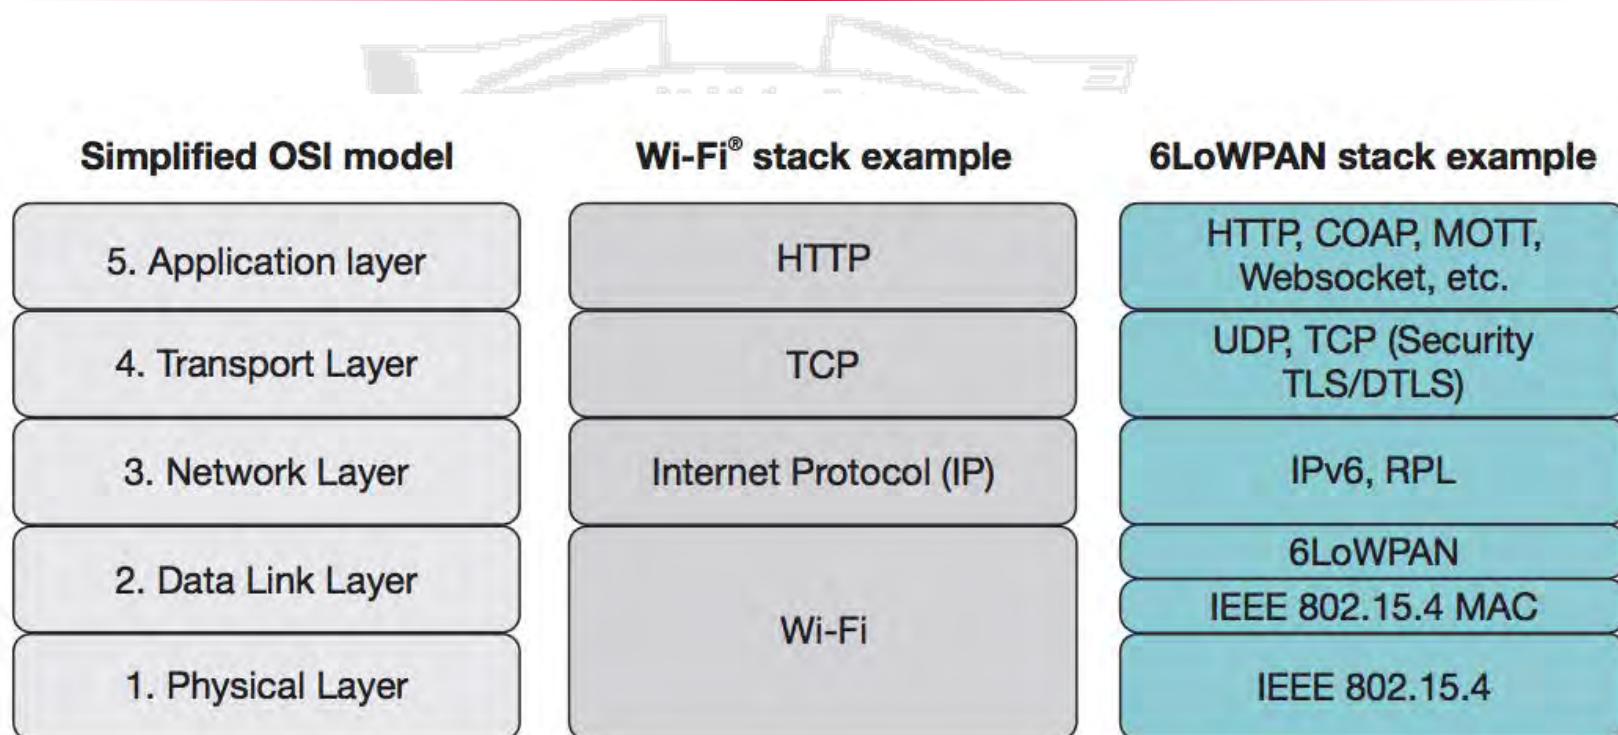 Simplified OSI model
5. Application layer
4. Transport Layer
3. Network Layer
2. Data Link Layer
1. Physical Layer
Wi-Fi® stack example
HTTP
TCP
Internet Protocol (IP)
Wi-Fi
6LoWPAN stack example
HTTP, COAP, MOTT,
Websocket, etc.
UDP, TCP (Security
TLS/DTLS)
IPv6, RPL
6LoWPAN
IEEE 802.15.4 MAC
IEEE 802.15.4